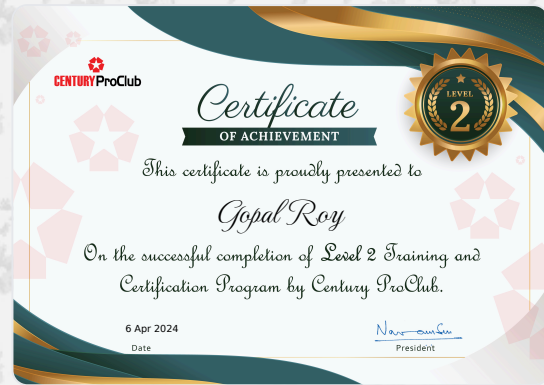 CENTURY ProClub
Certificate
OF ACHIEVEMENT
LEVEL
2
This certificate is proudly presented to
Gopal Roy
On the successful completion of Level 2 Training and
Certification Program by Century ProClub.
6 Apr 2024
Date
President